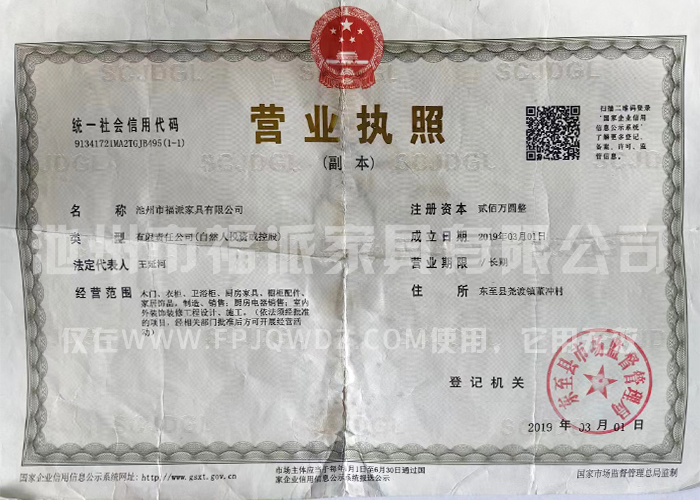 营业执照
(副 本)
统一社会信用代码
91341721MA2TGJB495(1-1)
扫描二维码登录
"国家企业信用
信息公示系统"
了解更多登记、
备案、许可、监
管信息。
名 称 池州市福派家具有限公司
类 型 有限责任公司(自然人投资或控股)
法定代表人 王延河
经营范围 木门、衣柜、卫浴柜、厨房家具、橱柜配件、
家居饰品,制造、销售;厨房电器销售;室内
外装饰装修工程设计、施工。(依法须经批准
的项目,经相关部门批准后方可开展经营活
动)
注册资本 贰佰万圆整
成立日期 2019年03月01日
营业期限 /长期
住 所 东至县尧渡镇董冲村
池州市福派家具有限公司
仅在WWW.FPJQWDZ.COM使用,它用无效
登记机关
东至县市场监督管理局
2019 年 03 月 01 日
国家企业信用信息公示系统网址: http://www.gsxt.gov.cn
市场主体应当于每年1月1日至6月30日通过国
家企业信用信息公示系统报送公示
国家市场监督管理总局监制